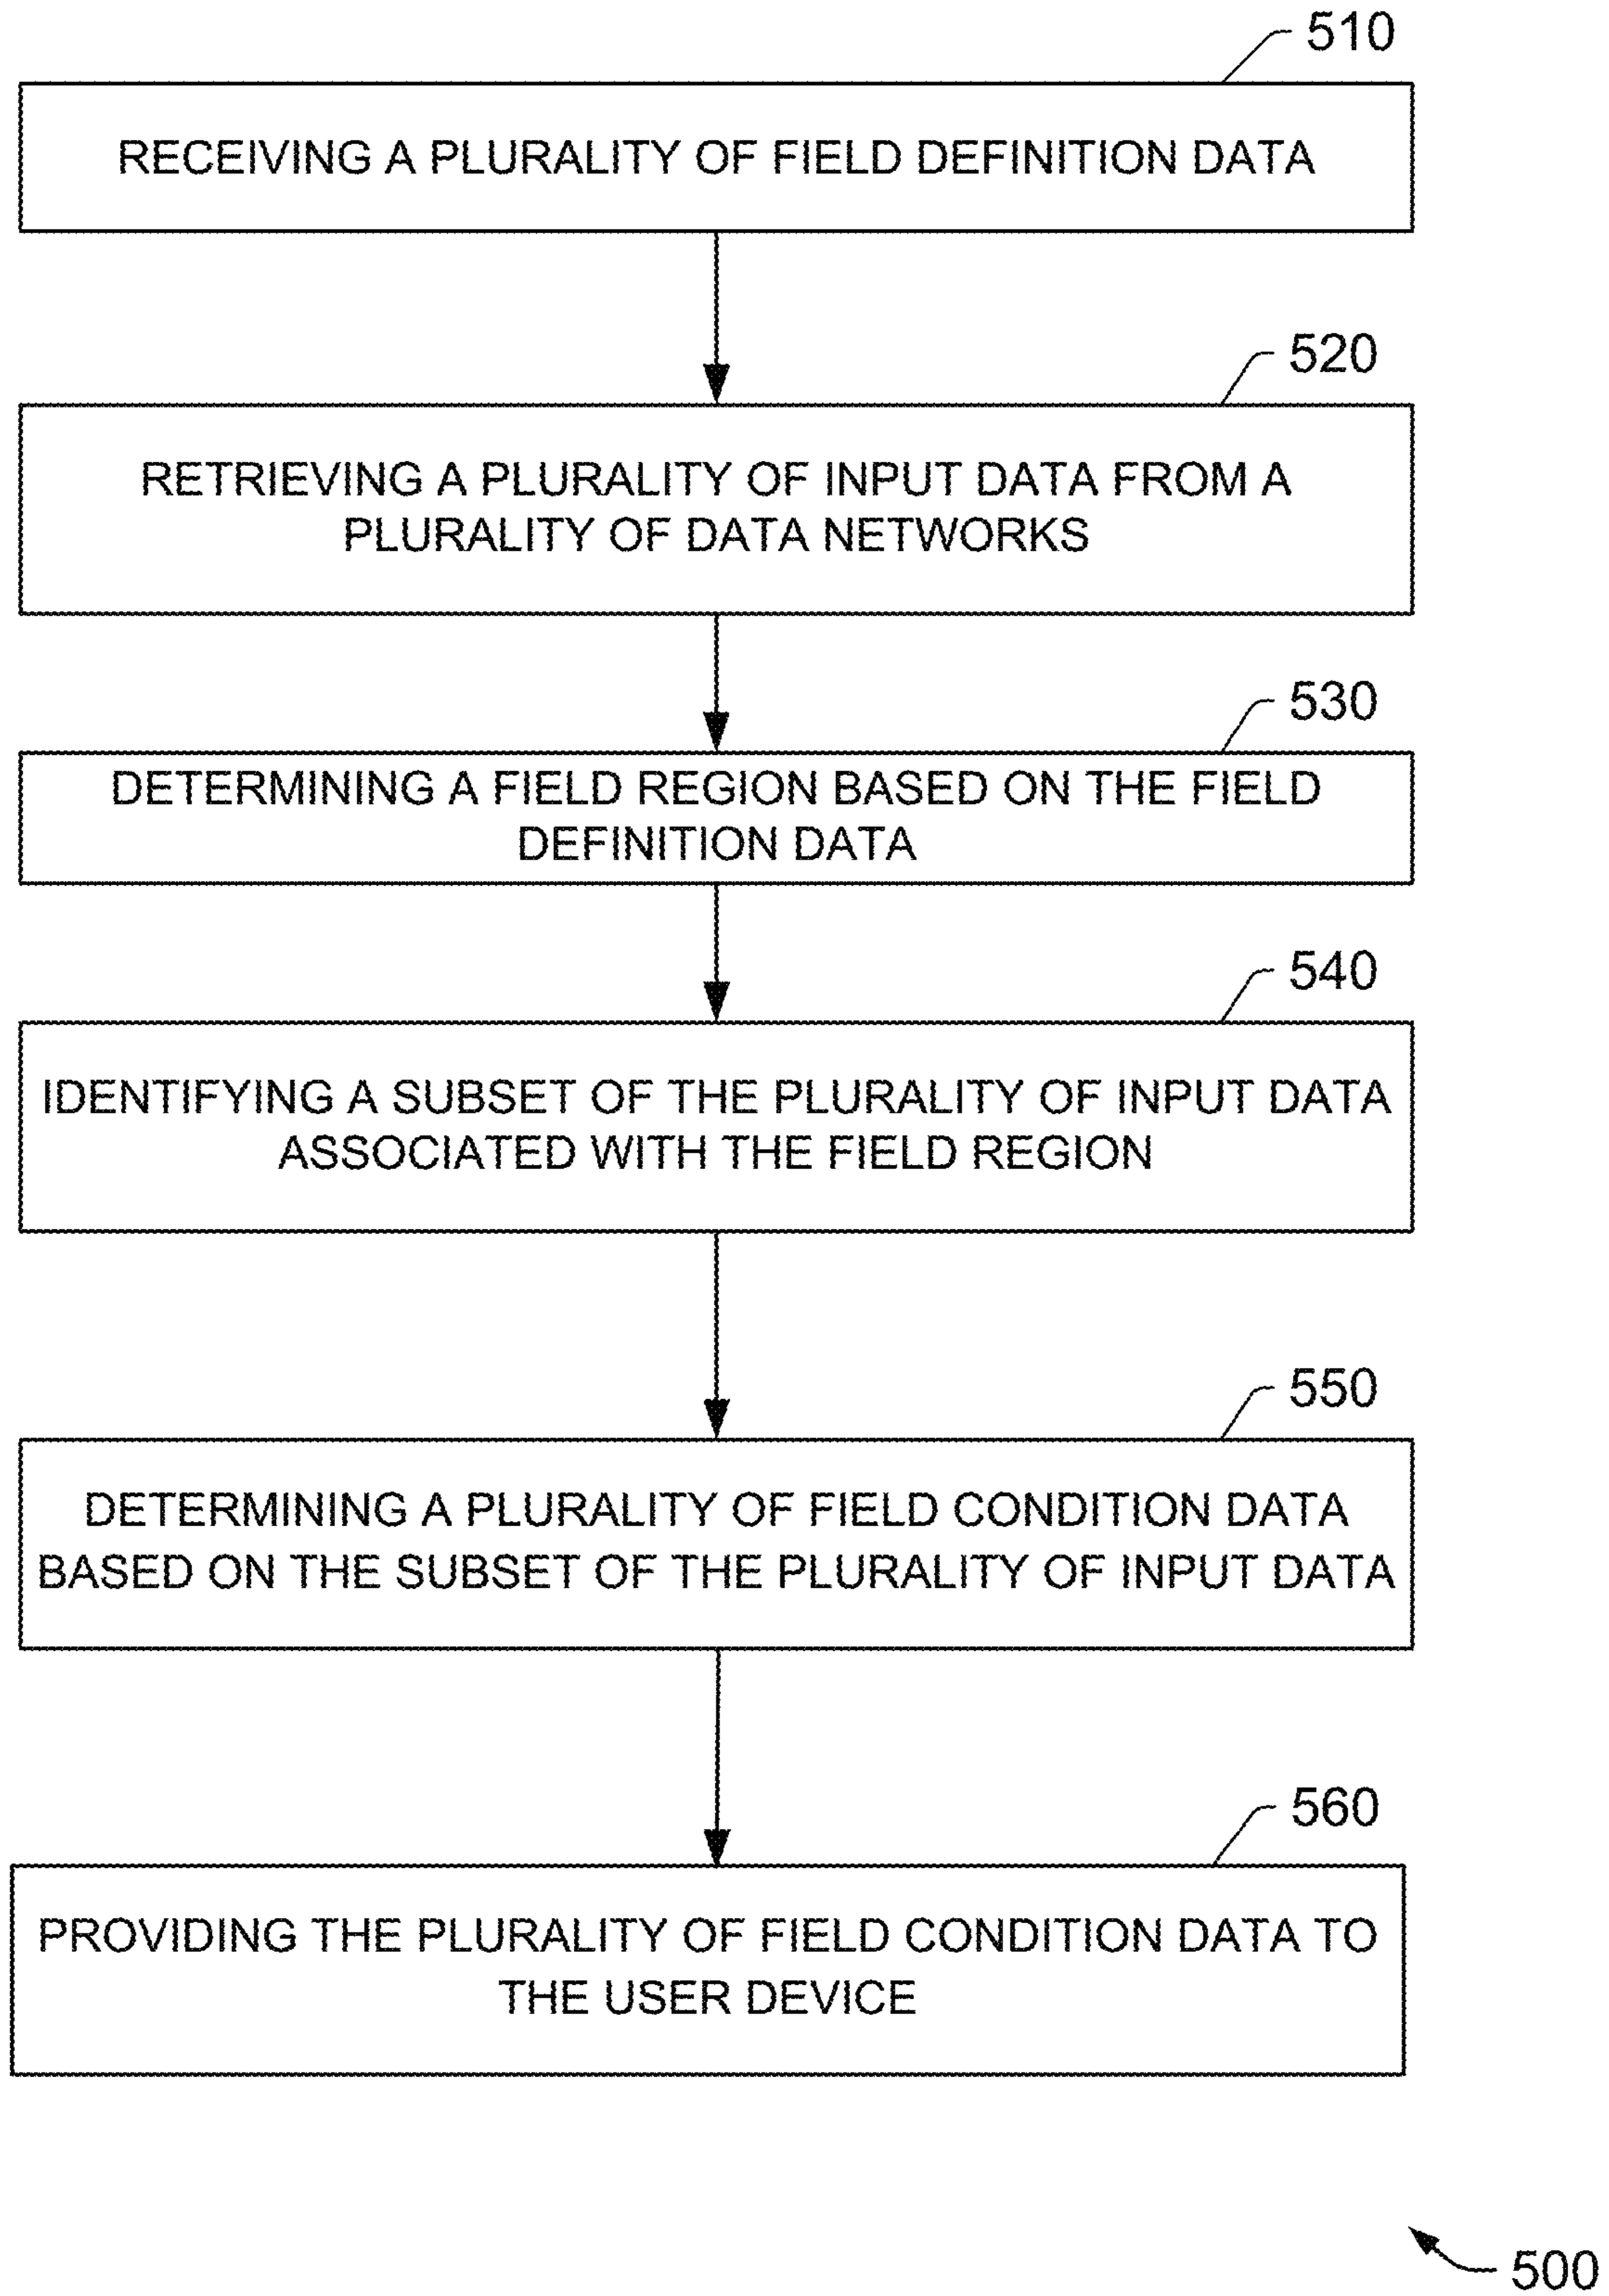 510
RECEIVING A PLURALITY OF FIELD DEFINITION DATA
520
RETRIEVING A PLURALITY OF INPUT DATA FROM A
PLURALITY OF DATA NETWORKS
530
DETERMINING A FIELD REGION BASED ON THE FIELD
DEFINITION DATA
540
IDENTIFYING A SUBSET OF THE PLURALITY OF INPUT DATA
ASSOCIATED WITH THE FIELD REGION
550
DETERMINING A PLURALITY OF FIELD CONDITION DATA
BASED ON THE SUBSET OF THE PLURALITY OF INPUT DATA
560
PROVIDING THE PLURALITY OF FIELD CONDITION DATA TO
THE USER DEVICE
500